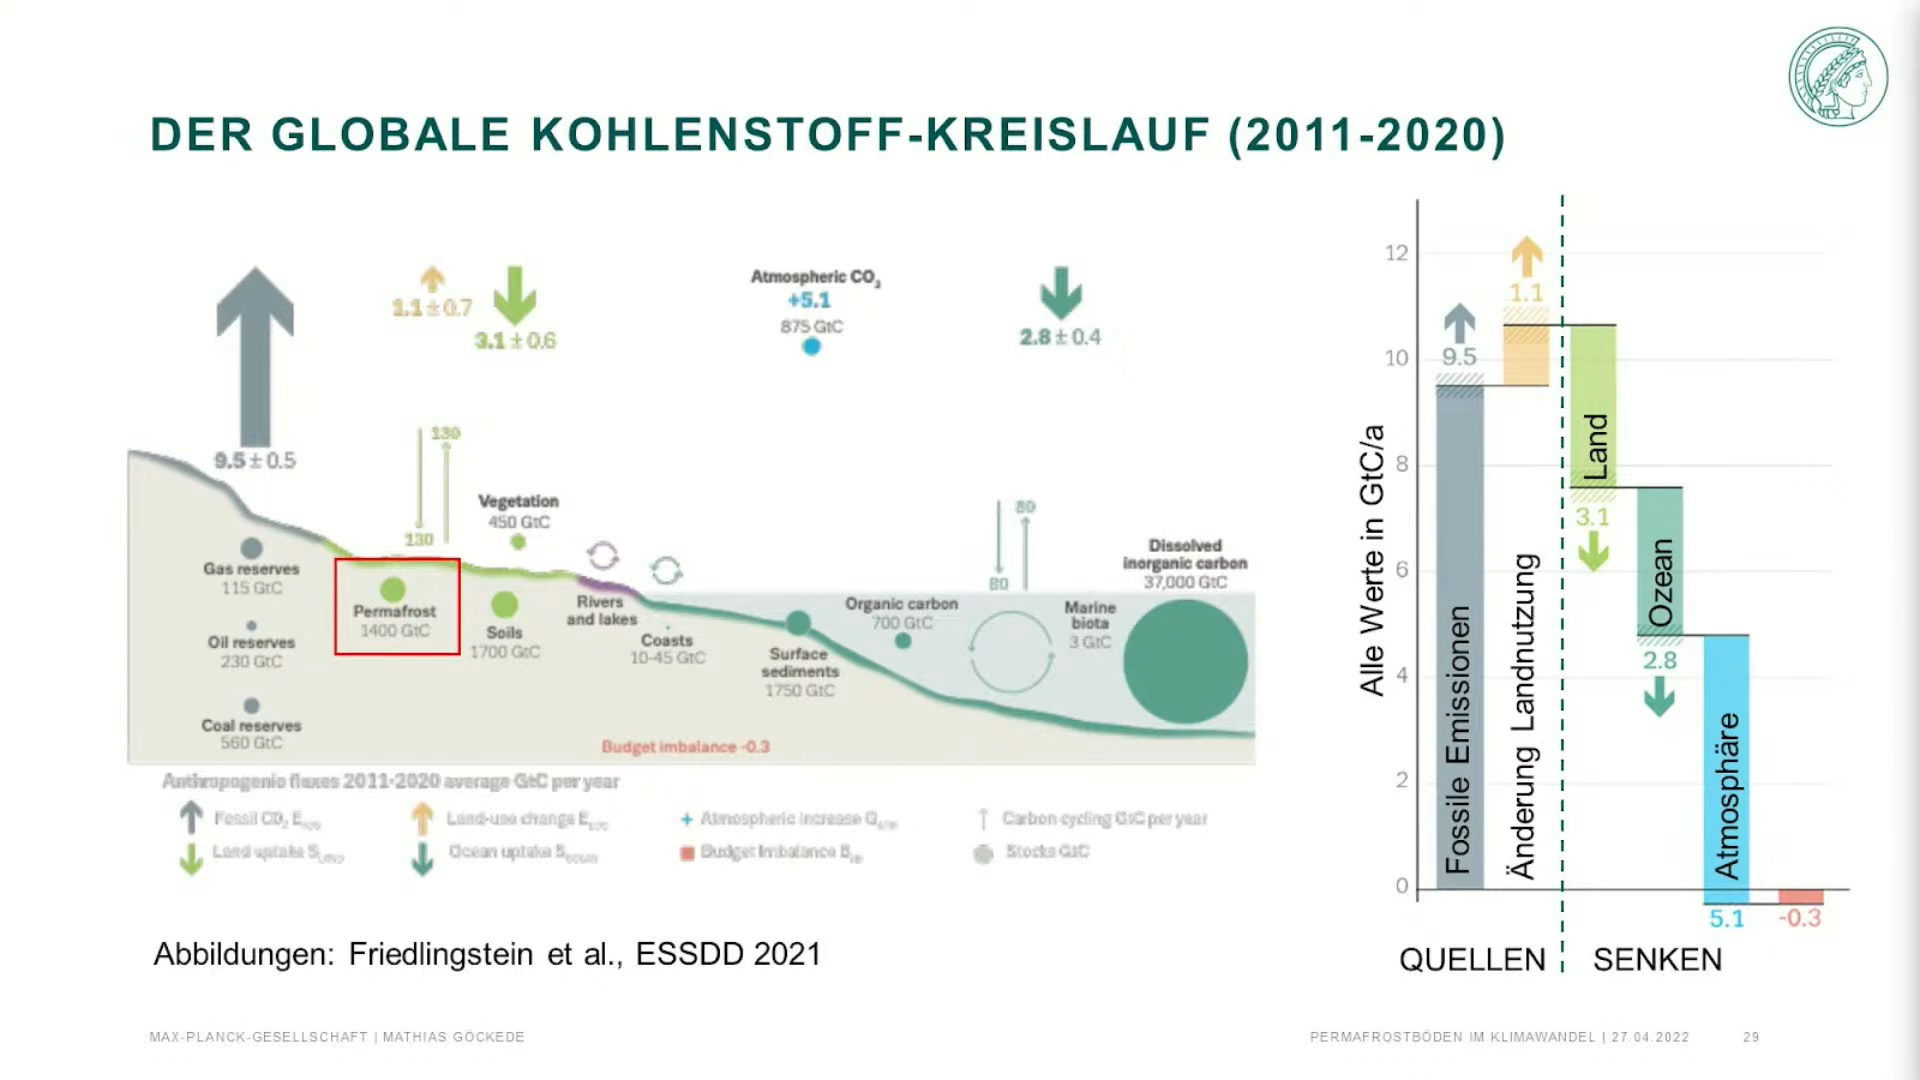 DER GLOBALE KOHLENSTOFF-KREISLAUF (2011-2020)
9.5 ± 0.5
1.1 ± 0.7
3.1 ± 0.6
Atmospheric CO₂
+5.1
875 GtC
2.8 ± 0.4
130
130
Vegetation
450 GtC
80
80
Gas reserves
115 GtC
Oil reserves
230 GtC
Coal reserves
560 GtC
Permafrost
1400 GtC
Soils
1700 GtC
Rivers
and lakes
Coasts
10-45 GtC
Surface
sediments
1750 GtC
Organic carbon
700 GtC
Marine
biota
3 GtC
Dissolved
inorganic carbon
37,000 GtC
Budget imbalance -0.3
Anthropogenic fluxes 2011-2020 average GtC per year
Fossil CO₂ E
Land-use change E
Atmospheric increase G
Carbon cycling GtC per year
Land uptake S
Ocean uptake S
Budget Imbalance B
Stocks GtC
Abbildungen: Friedlingstein et al., ESSDD 2021
Alle Werte in GtC/a
12
10
8
6
4
2
0
9.5
Fossile Emissionen
1.1
Änderung Landnutzung
Land
3.1
Ozean
2.8
Atmosphäre
5.1
-0.3
QUELLEN
SENKEN
MAX-PLANCK-GESELLSCHAFT | MATHIAS GÖCKEDE
PERMAFROSTBÖDEN IM KLIMAWANDEL | 27.04.2022
29